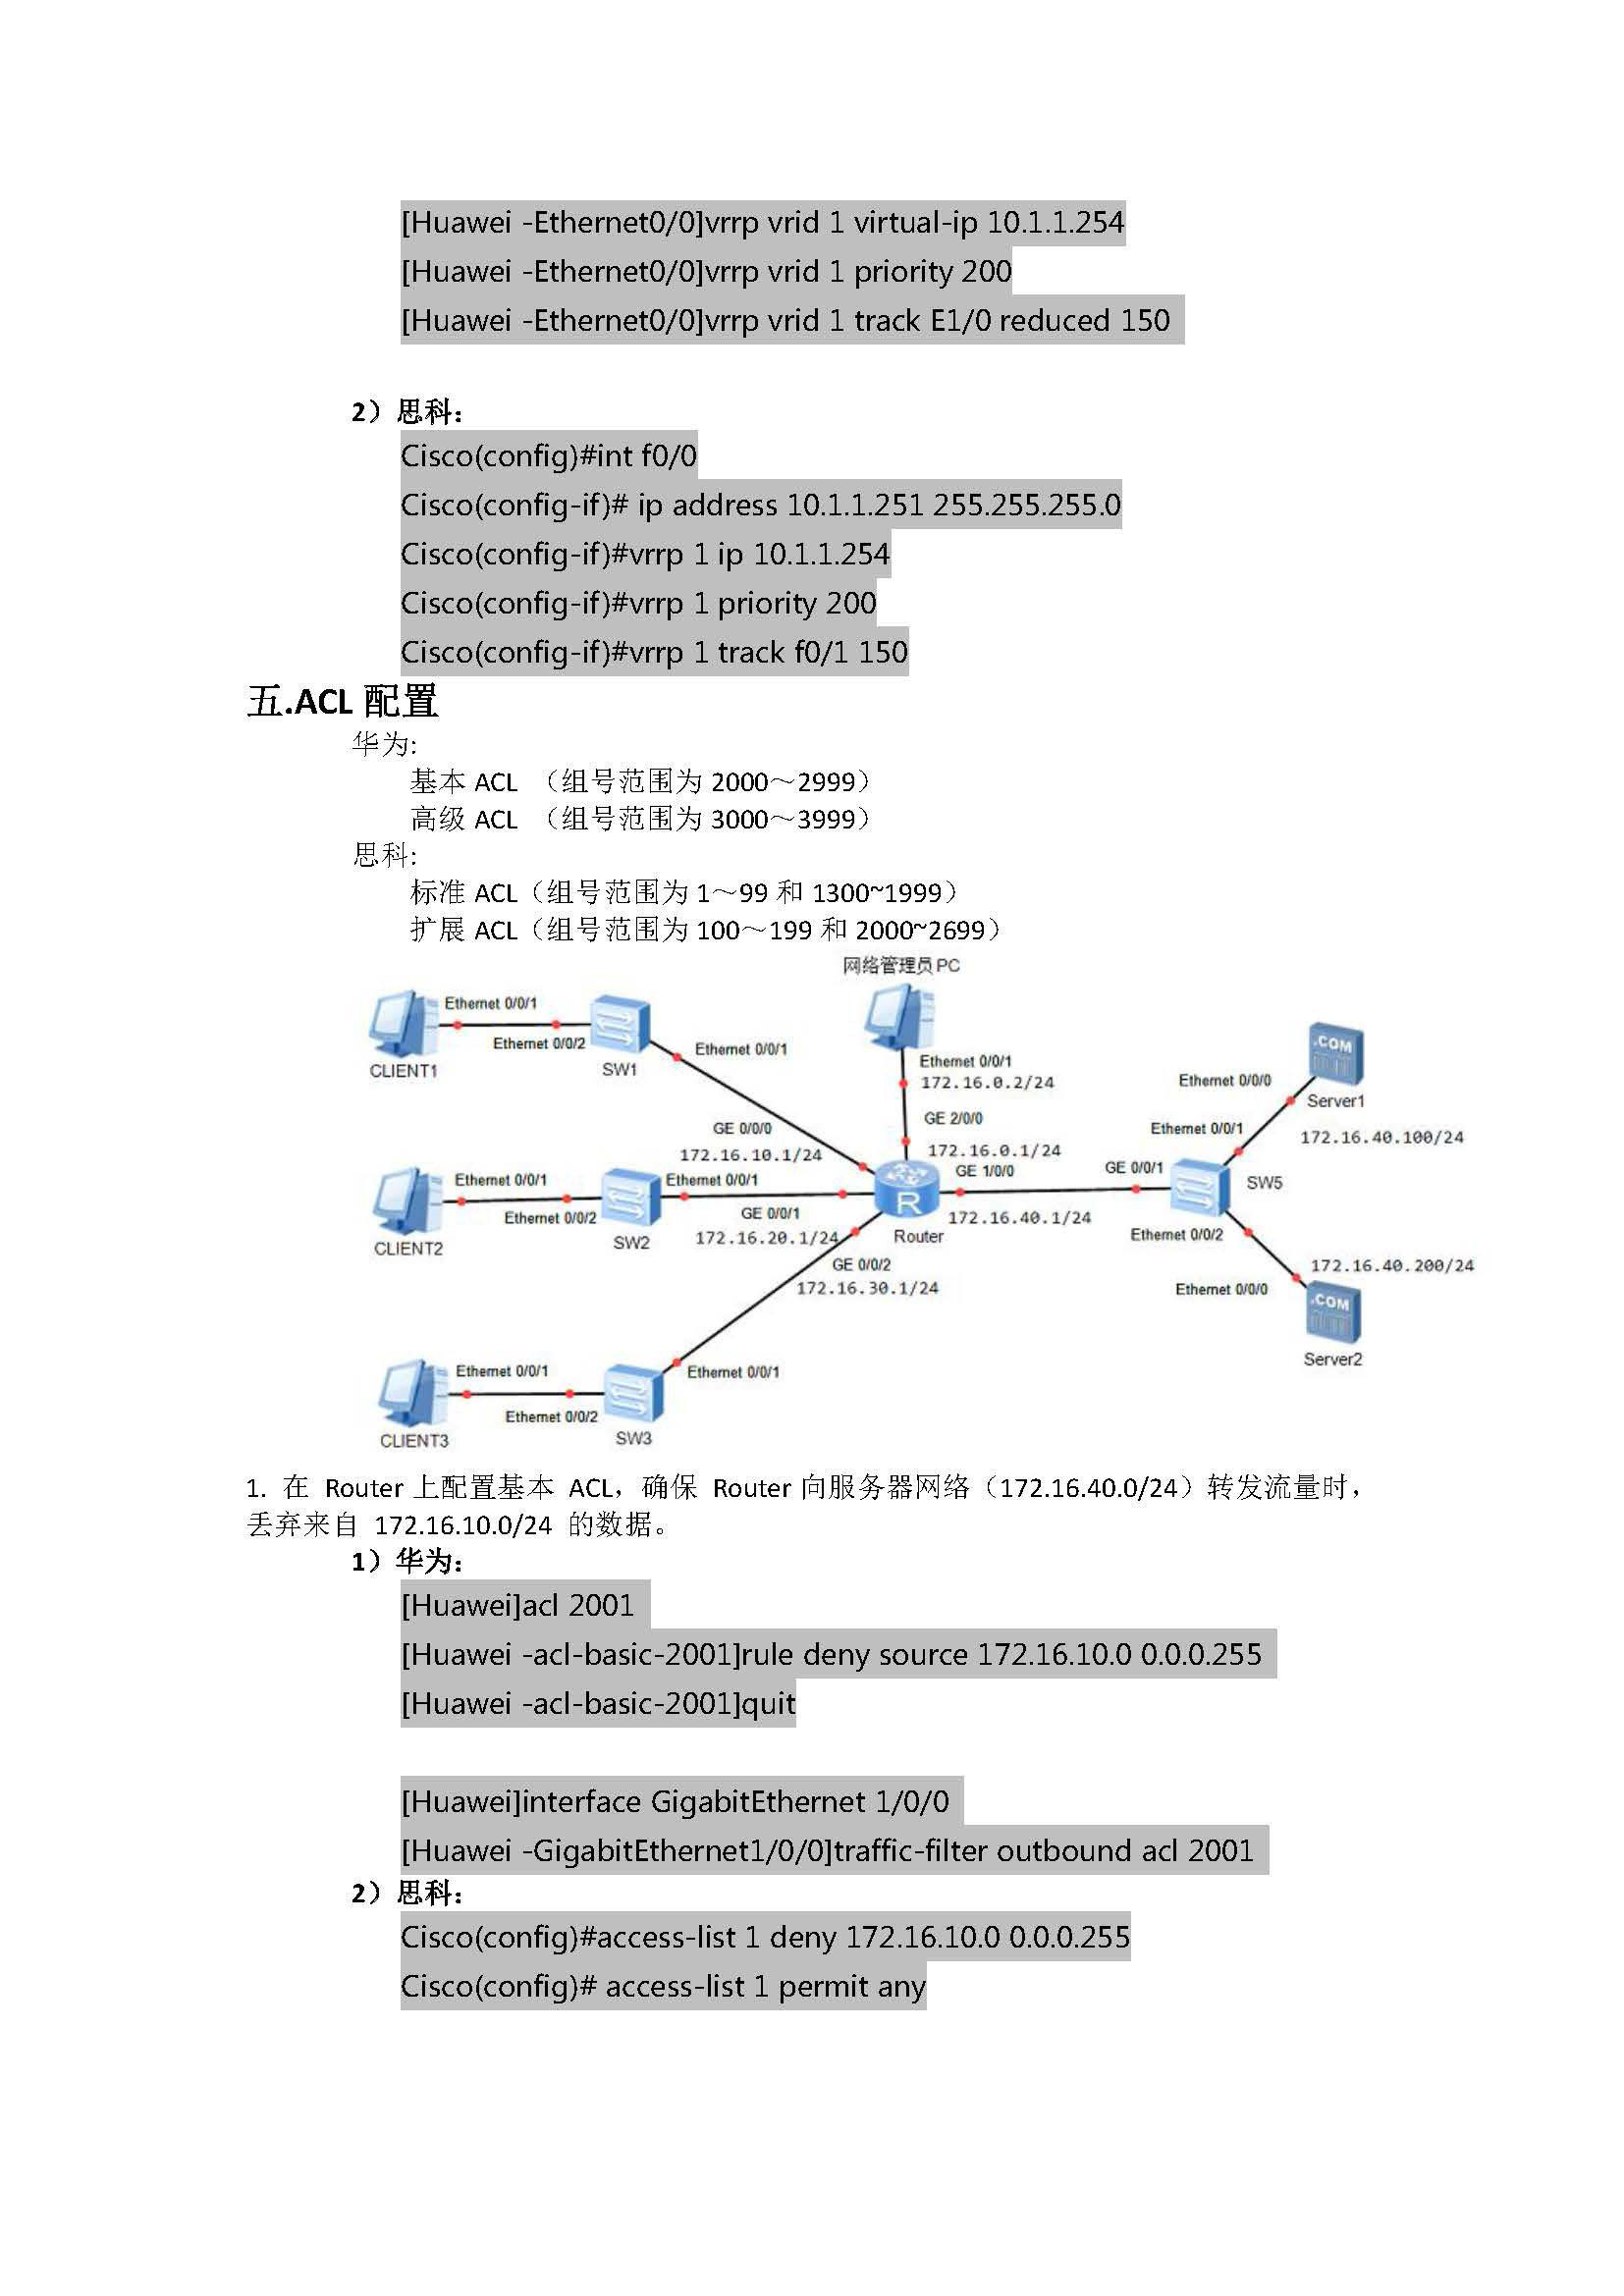 [Huawei -Ethernet0/0]vrrp vrid 1 virtual-ip 10.1.1.254
[Huawei -Ethernet0/0]vrrp vrid 1 priority 200
[Huawei -Ethernet0/0]vrrp vrid 1 track E1/0 reduced 150
2）思科：
Cisco(config)#int f0/0
Cisco(config-if)# ip address 10.1.1.251 255.255.255.0
Cisco(config-if)#vrrp 1 ip 10.1.1.254
Cisco(config-if)#vrrp 1 priority 200
Cisco(config-if)#vrrp 1 track f0/1 150
五.ACL 配置
华为:
基本 ACL （组号范围为 2000～2999）
高级 ACL （组号范围为 3000～3999）
思科:
标准 ACL（组号范围为 1～99 和 1300~1999）
扩展 ACL（组号范围为 100～199 和 2000~2699）
网络管理员PC
Ethernet 0/0/1
Ethernet 0/0/2
CLIENT1
SW1
Ethernet 0/0/1
Ethernet 0/0/1
172.16.0.2/24
GE 2/0/0
172.16.0.1/24
GE 0/0/0
172.16.10.1/24
Ethernet 0/0/0
Server1
Ethernet 0/0/1
172.16.40.100/24
Ethernet 0/0/1
Ethernet 0/0/2
CLIENT2
SW2
Ethernet 0/0/1
GE 0/0/1
172.16.20.1/24
R
Router
GE 1/0/0
172.16.40.1/24
GE 0/0/1
SW5
Ethernet 0/0/2
172.16.40.200/24
Ethernet 0/0/0
Server2
.COM
.COM
GE 0/0/2
172.16.30.1/24
Ethernet 0/0/1
Ethernet 0/0/1
Ethernet 0/0/2
CLIENT3
SW3
1. 在 Router 上配置基本 ACL，确保 Router 向服务器网络（172.16.40.0/24）转发流量时，
丢弃来自 172.16.10.0/24 的数据。
1）华为：
[Huawei]acl 2001
[Huawei -acl-basic-2001]rule deny source 172.16.10.0 0.0.0.255
[Huawei -acl-basic-2001]quit
[Huawei]interface GigabitEthernet 1/0/0
[Huawei -GigabitEthernet1/0/0]traffic-filter outbound acl 2001
2）思科：
Cisco(config)#access-list 1 deny 172.16.10.0 0.0.0.255
Cisco(config)# access-list 1 permit any